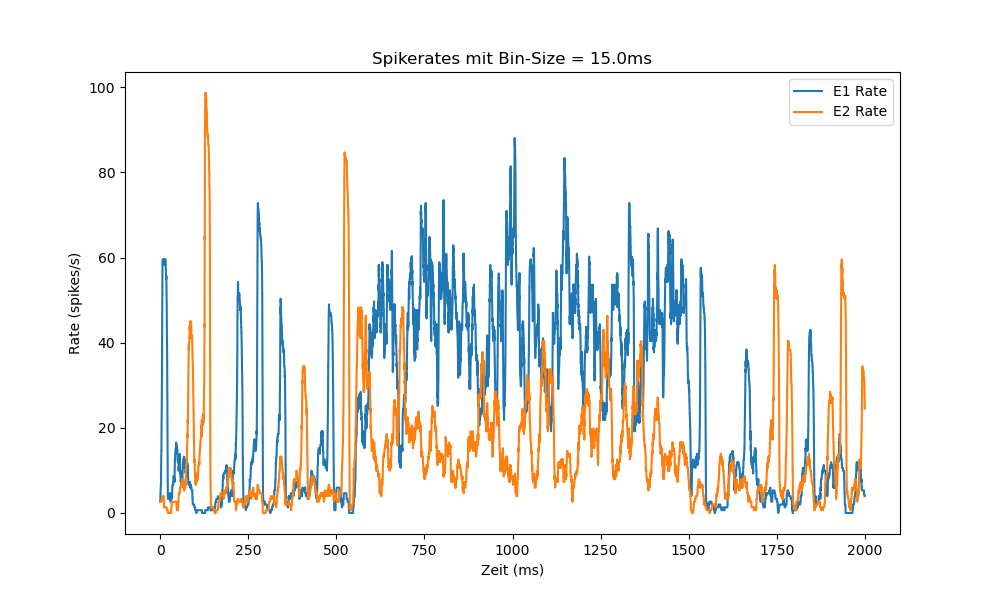 Spikerates mit Bin-Size = 15.0ms
E1 Rate
E2 Rate
100
80
60
40
20
0
Rate (spikes/s)
0 250 500 750 1000 1250 1500 1750 2000
Zeit (ms)